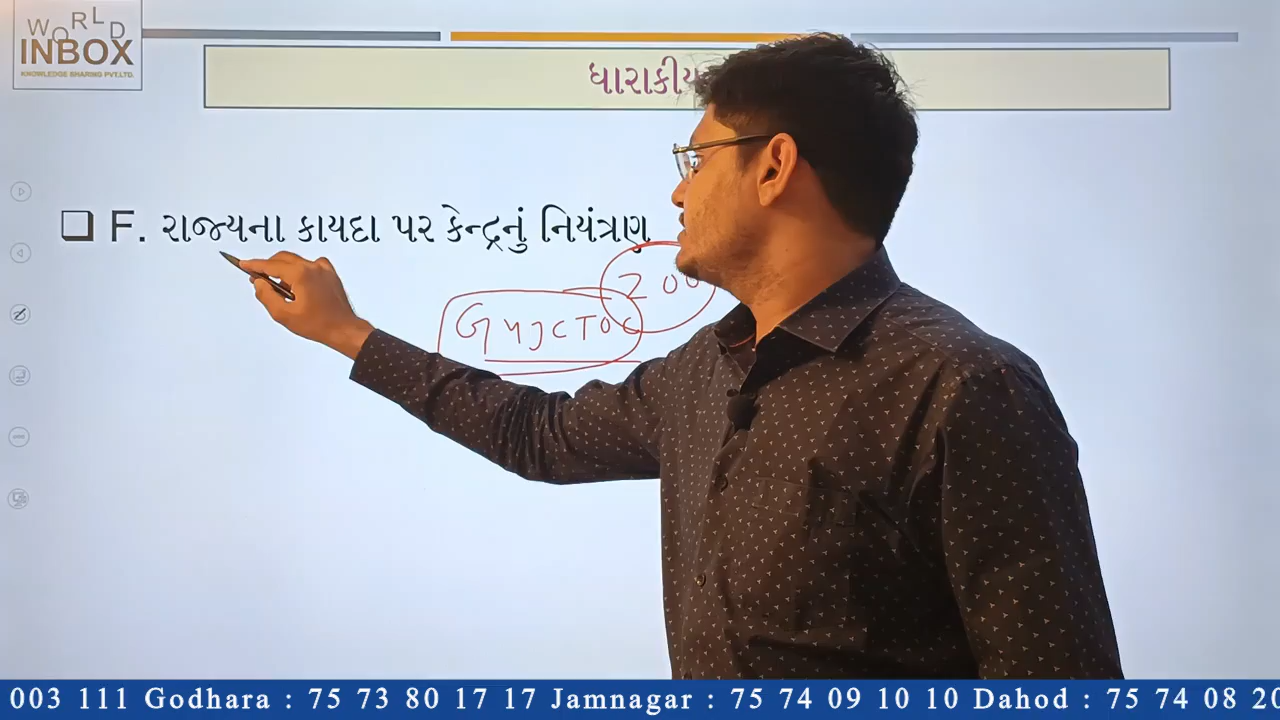 WORLD
INBOX
KNOWLEDGE SHARING PVT.LTD.
❑ F. રાજ્યના કાયદા પર કેન્દ્રનું નિયંત્રણ
200
GujcToc
003 111 Godhara : 75 73 80 17 17 Jamnagar : 75 74 09 10 10 Dahod : 75 74 08 20